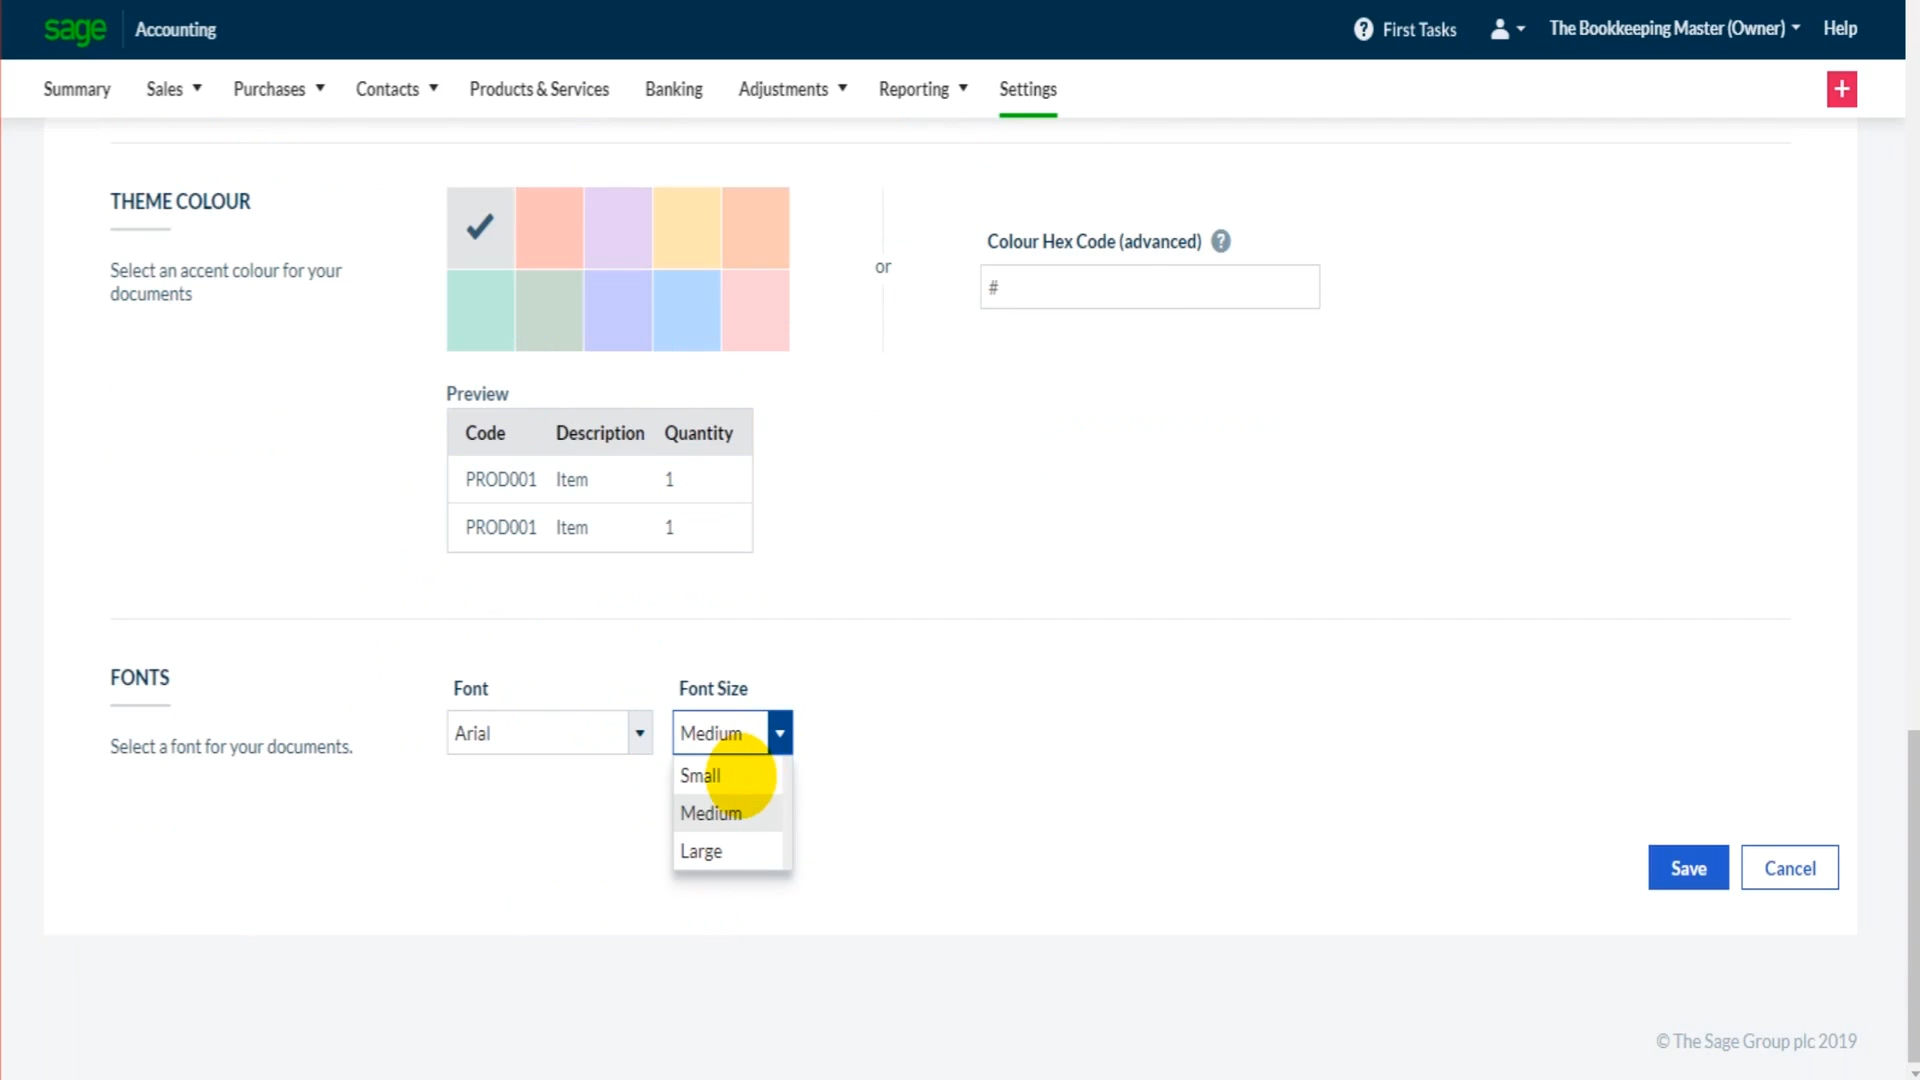 sage Accounting First Tasks The Bookkeeping Master (Owner) Help
Summary Sales Purchases Contacts Products & Services Banking Adjustments Reporting Settings +
THEME COLOUR
Select an accent colour for your
documents
or
Colour Hex Code (advanced) ?
#
Preview
Code Description Quantity
PROD001 Item 1
PROD001 Item 1
FONTS
Select a font for your documents.
Font
Arial
Font Size
Medium
Small
Medium
Large
Save Cancel
© The Sage Group plc 2019